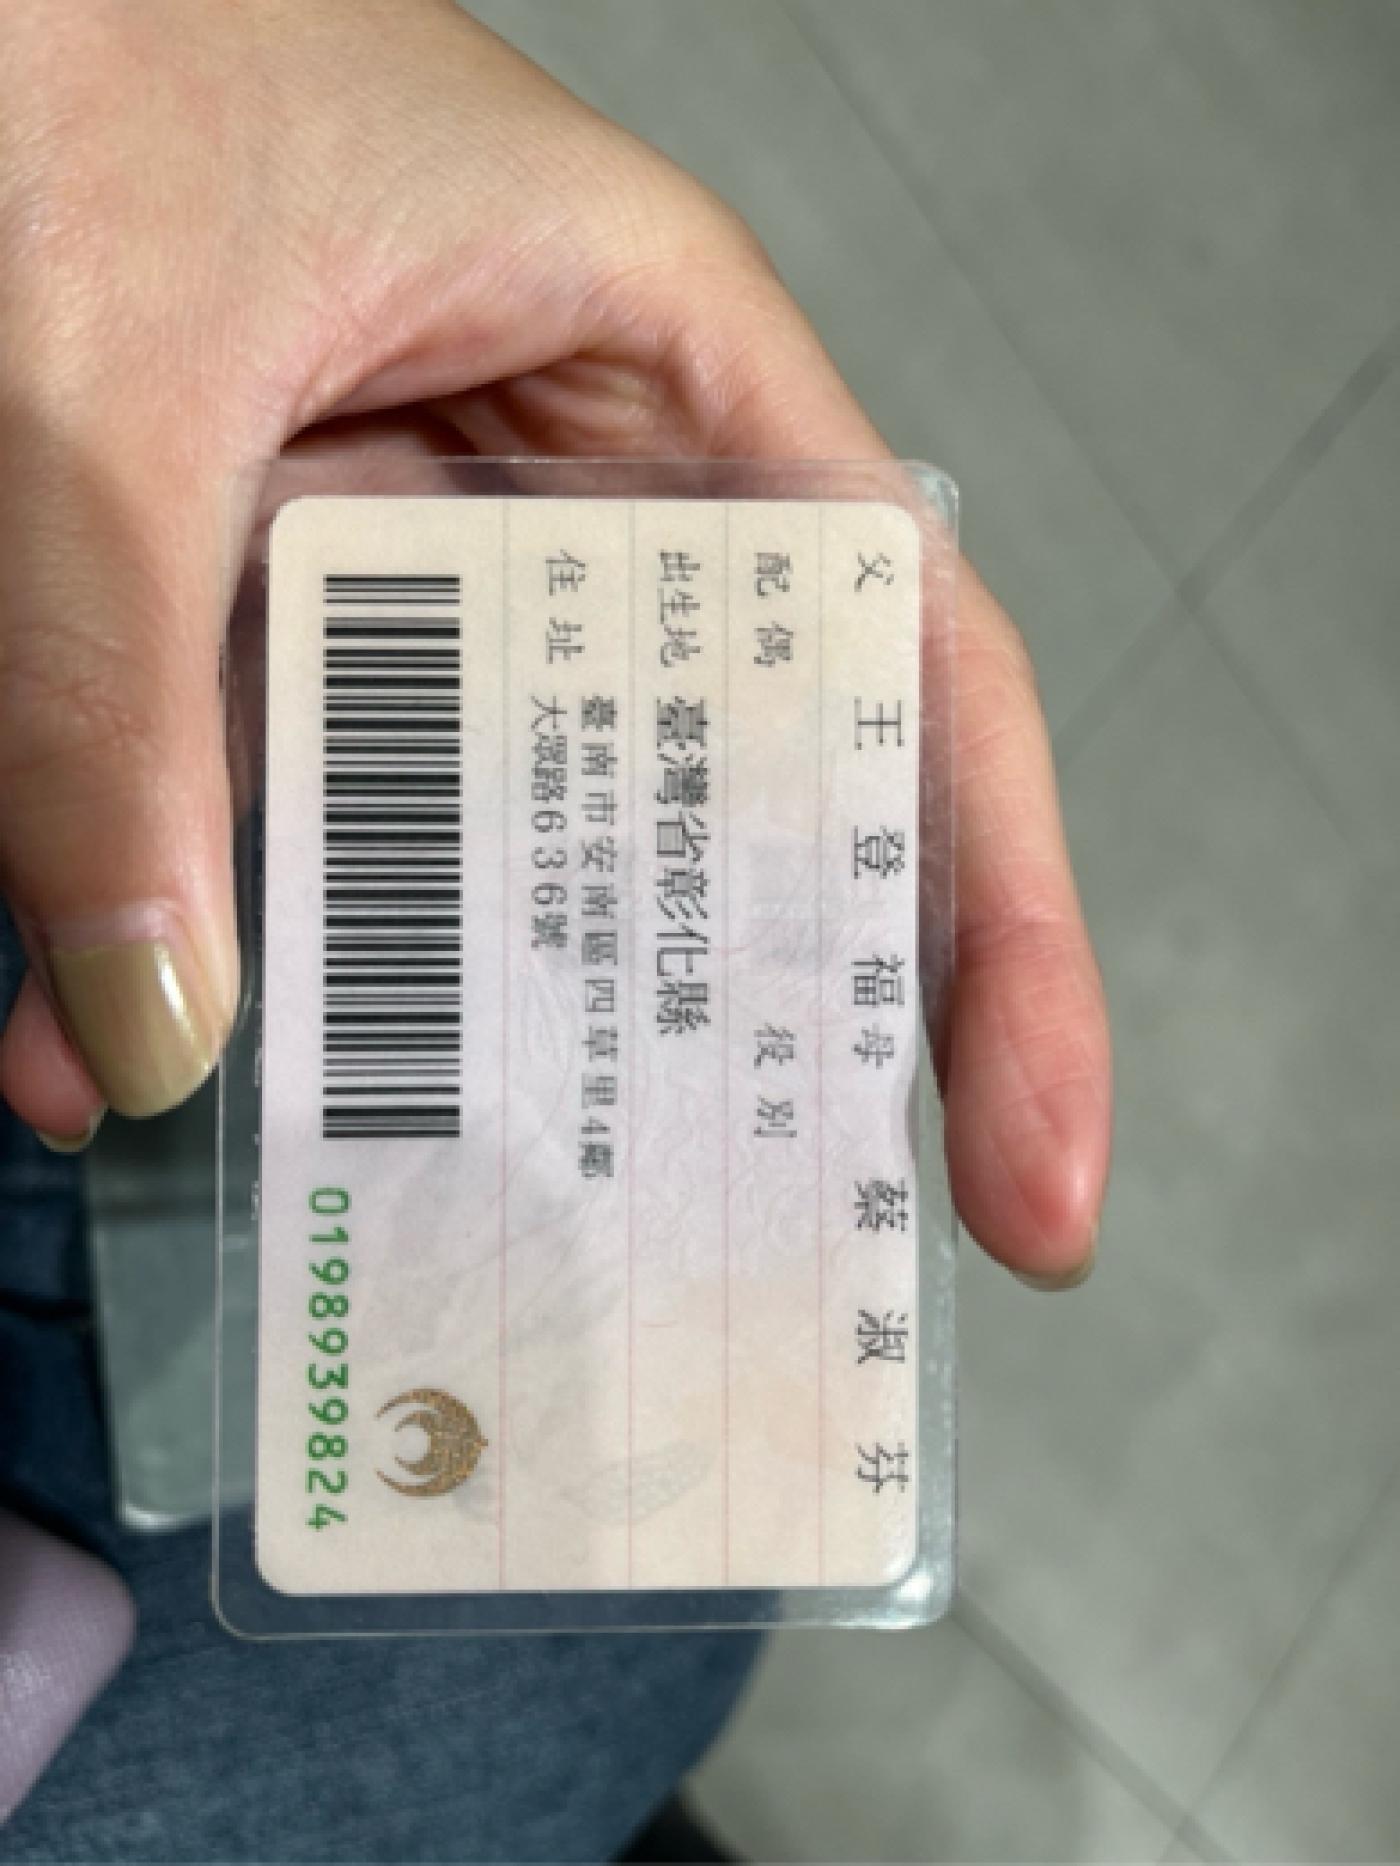 父 王登福 母 蔡淑芬
配偶 役別
出生地 臺灣省彰化縣
住址 臺南市安南區四草里4鄰
大眾路636號
0198939824